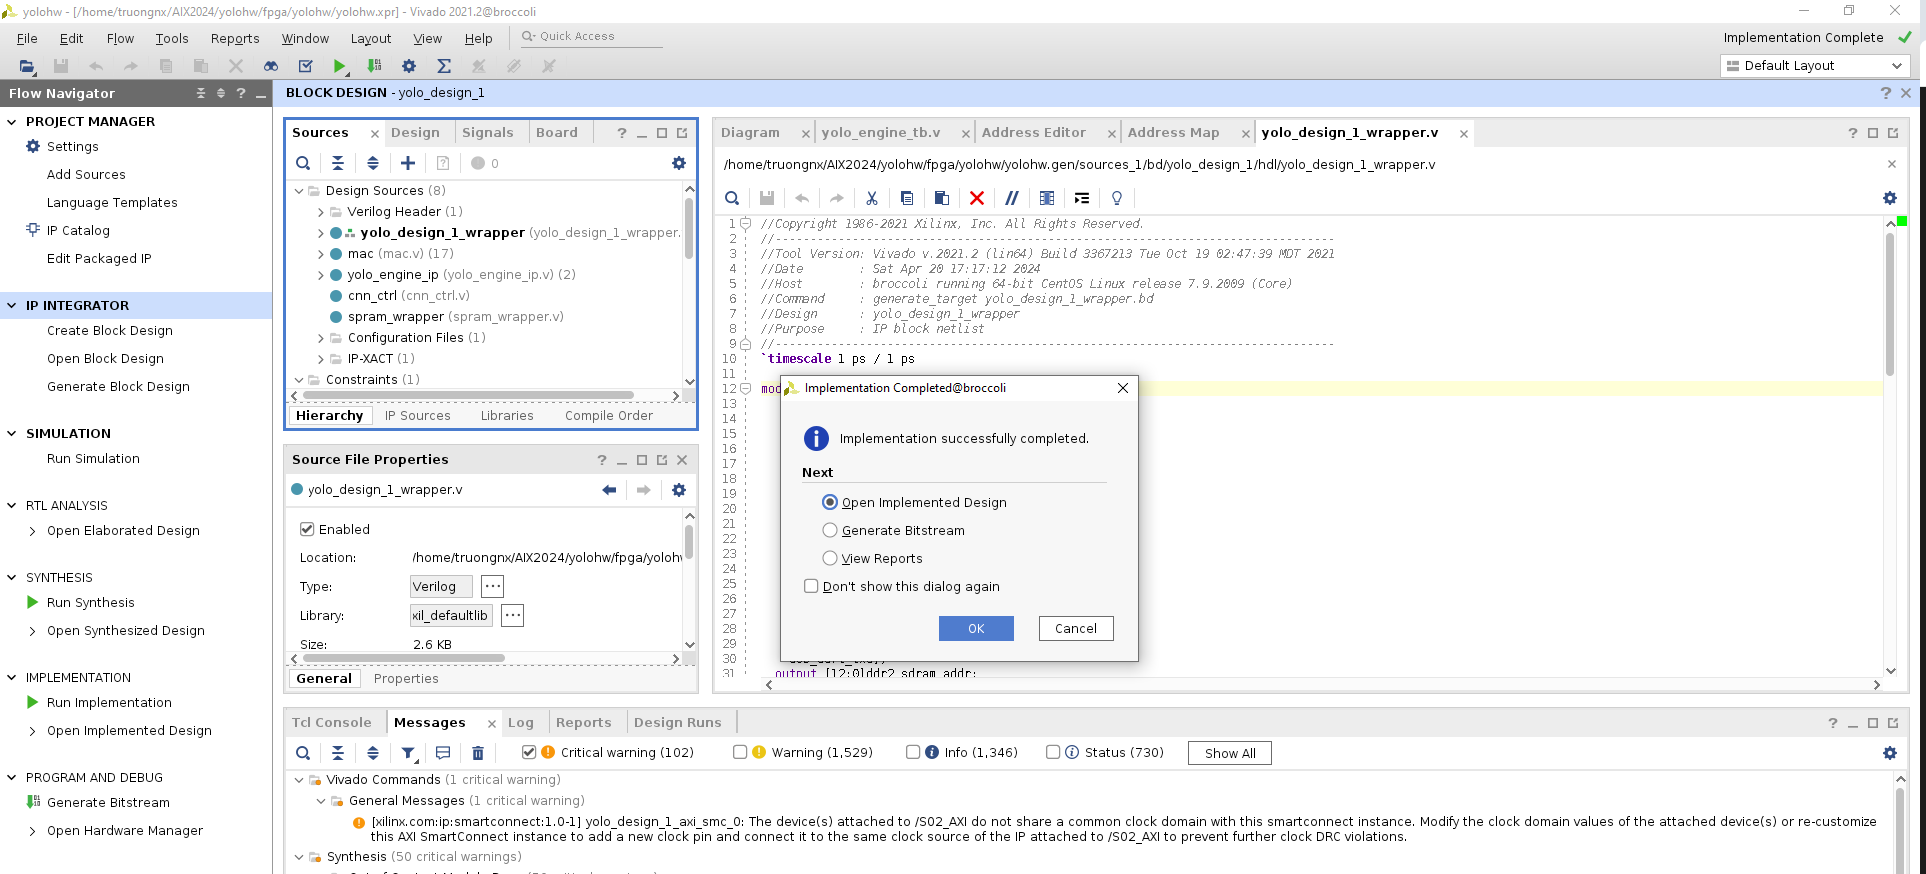 yolohw - [/home/truongnx/AIX2024/yolohw/fpga/yolohw/yolohw.xpr] - Vivado 2021.2@broccoli
File Edit Flow Tools Reports Window Layout View Help Quick Access
Implementation Complete
Default Layout
Flow Navigator
PROJECT MANAGER
Settings
Add Sources
Language Templates
IP Catalog
Edit Packaged IP
IP INTEGRATOR
Create Block Design
Open Block Design
Generate Block Design
SIMULATION
Run Simulation
RTL ANALYSIS
Open Elaborated Design
SYNTHESIS
Run Synthesis
Open Synthesized Design
IMPLEMENTATION
Run Implementation
Open Implemented Design
PROGRAM AND DEBUG
Generate Bitstream
Open Hardware Manager
BLOCK DESIGN - yolo_design_1
Sources Design Signals Board
0
Design Sources (8)
Verilog Header (1)
yolo_design_1_wrapper (yolo_design_1_wrapper.
mac (mac.v) (17)
yolo_engine_ip (yolo_engine_ip.v) (2)
cnn_ctrl (cnn_ctrl.v)
spram_wrapper (spram_wrapper.v)
Configuration Files (1)
IP-XACT (1)
Constraints (1)
Hierarchy IP Sources Libraries Compile Order
Source File Properties
yolo_design_1_wrapper.v
Enabled
Location: /home/truongnx/AIX2024/yolohw/fpga/yoloh
Type: Verilog ...
Library: xil_defaultlib ...
Size: 2.6 KB
General Properties
Diagram yolo_engine_tb.v Address Editor Address Map yolo_design_1_wrapper.v
/home/truongnx/AIX2024/yolohw/fpga/yolohw/yolohw.gen/sources_1/bd/yolo_design_1/hdl/yolo_design_1_wrapper.v
1 //Copyright 1986-2021 Xilinx, Inc. All Rights Reserved.
2 //--------------------------------------------------------------------------------
3 //Tool Version: Vivado v.2021.2 (lin64) Build 3367213 Tue Oct 19 02:47:39 MDT 2021
4 //Date        : Sat Apr 20 17:17:12 2024
5 //Host        : broccoli running 64-bit CentOS Linux release 7.9.2009 (Core)
6 //Command     : generate_target yolo_design_1_wrapper.bd
7 //Design      : yolo_design_1_wrapper
8 //Purpose     : IP block netlist
9 //--------------------------------------------------------------------------------
10 `timescale 1 ps / 1 ps
11
12 mod
13
14
15
16
17
18
19
20
21
22
23
24
25
26
27
28
29
30
31 output [12:0]ddr2_sdram_addr;
Implementation Completed@broccoli
Implementation successfully completed.
Next
Open Implemented Design
Generate Bitstream
View Reports
Don't show this dialog again
OK Cancel
Tcl Console Messages Log Reports Design Runs
Critical warning (102) Warning (1,529) Info (1,346) Status (730) Show All
Vivado Commands (1 critical warning)
General Messages (1 critical warning)
[xilinx.com:ip:smartconnect:1.0-1] yolo_design_1_axi_smc_0: The device(s) attached to /S02_AXI do not share a common clock domain with this smartconnect instance. Modify the clock domain values of the attached device(s) or re-customize
this AXI SmartConnect instance to add a new clock pin and connect it to the same clock source of the IP attached to /S02_AXI to prevent further clock DRC violations.
Synthesis (50 critical warnings)